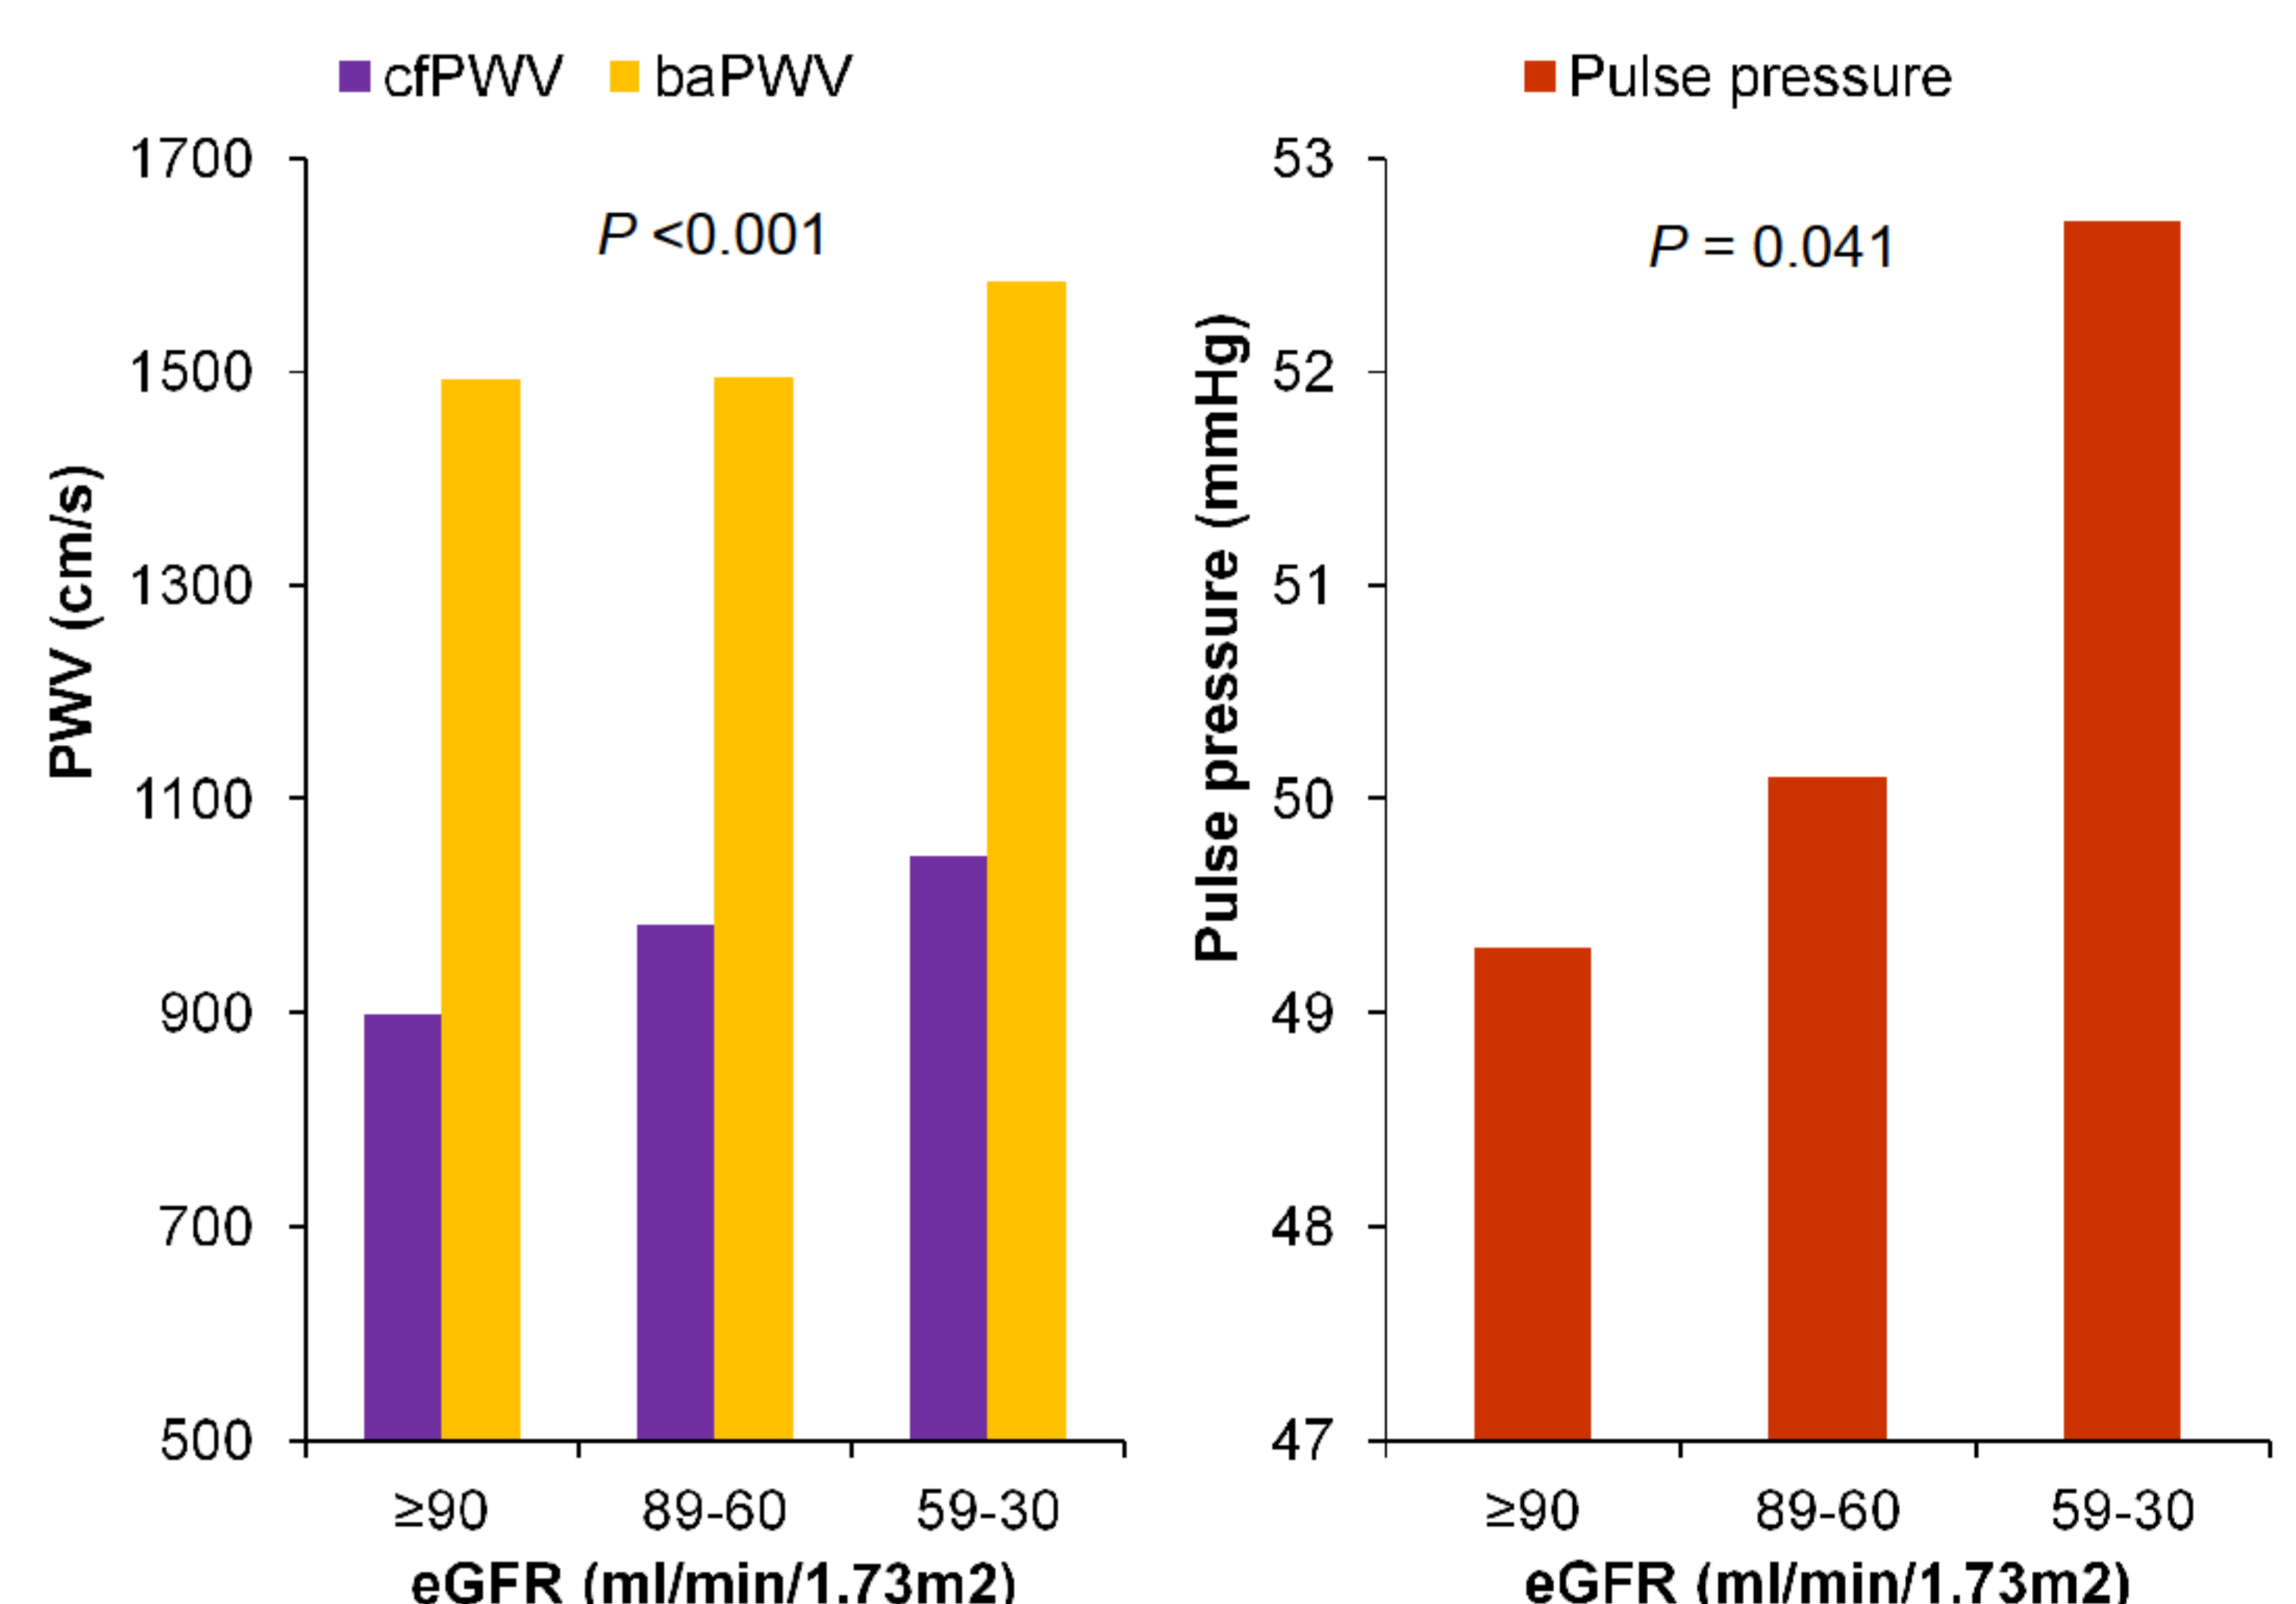 cfPWV baPWV
1700
1500
1300
1100
900
700
500
PWV (cm/s)
P <0.001
≥90 89-60 59-30
eGFR (ml/min/1.73m2)
Pulse pressure
53
52
51
50
49
48
47
Pulse pressure (mmHg)
P = 0.041
≥90 89-60 59-30
eGFR (ml/min/1.73m2)